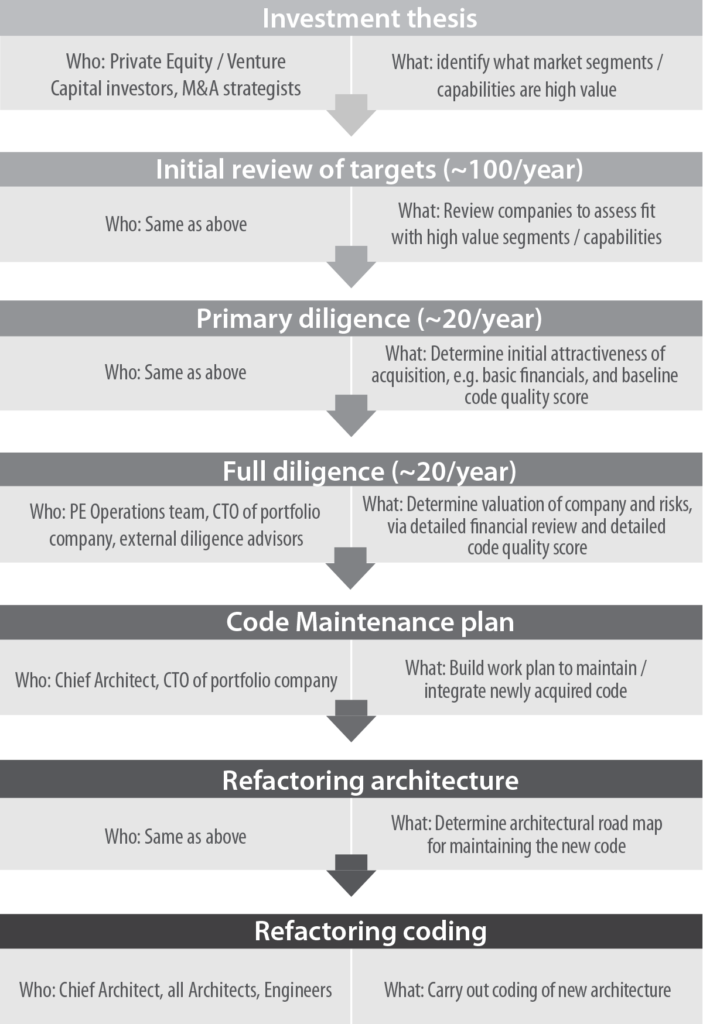 Investment thesis
Who: Private Equity / Venture
Capital investors, M&A strategists
What: identify what market segments /
capabilities are high value
Initial review of targets (~100/year)
Who: Same as above
What: Review companies to assess fit
with high value segments / capabilities
Primary diligence (~20/year)
Who: Same as above
What: Determine initial attractiveness of
acquisition, e.g. basic financials, and baseline
code quality score
Full diligence (~20/year)
Who: PE Operations team, CTO of portfolio
company, external diligence advisors
What: Determine valuation of company and risks,
via detailed financial review and detailed
code quality score
Code Maintenance plan
Who: Chief Architect, CTO of portfolio company
What: Build work plan to maintain /
integrate newly acquired code
Refactoring architecture
Who: Same as above
What: Determine architectural road map
for maintaining the new code
Refactoring coding
Who: Chief Architect, all Architects, Engineers
What: Carry out coding of new architecture